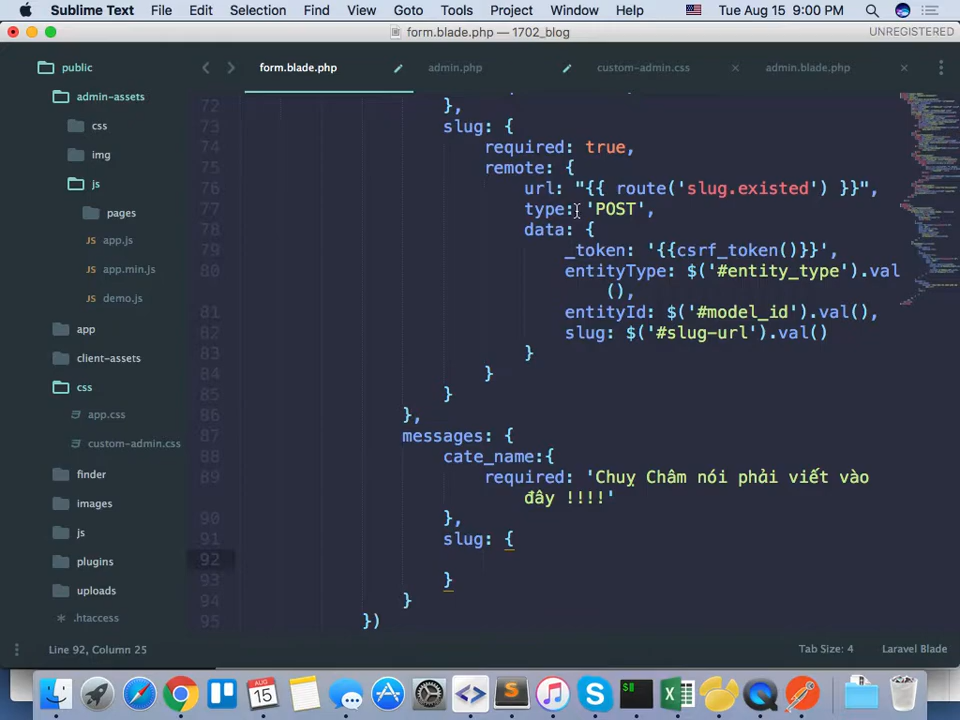 Sublime Text File Edit Selection Find View Goto Tools Project Window Help Tue Aug 15 9:00 PM
form.blade.php — 1702_blog UNREGISTERED
public
form.blade.php admin.php custom-admin.css admin.blade.php
admin-assets
css
img
js
pages
app.js
app.min.js
demo.js
app
client-assets
css
app.css
custom-admin.css
finder
images
js
plugins
uploads
.htaccess
72 },
73 slug: {
74 required: true,
75 remote: {
76 url: "{{ route('slug.existed') }}",
77 type: 'POST',
78 data: {
79 _token: '{{csrf_token()}}',
80 entityType: $('#entity_type').val
(),
81 entityId: $('#model_id').val(),
82 slug: $('#slug-url').val()
83 }
84 }
85 }
86 },
87 messages: {
88 cate_name:{
89 required: 'Chuỵ Châm nói phải viết vào
đây !!!!'
90 },
91 slug: {
92
93 }
94 }
95 })
Line 92, Column 25 Tab Size: 4 Laravel Blade
AUG
15